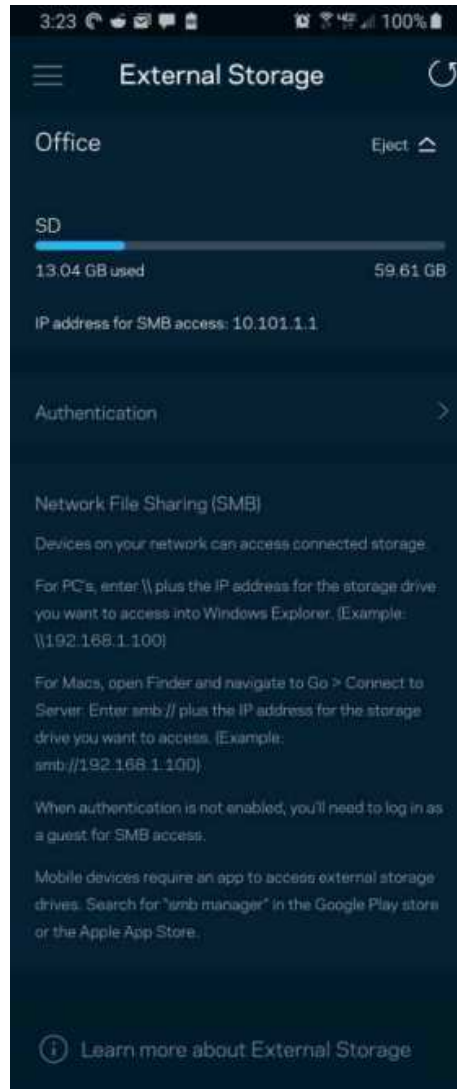 3:23 100%
External Storage
Office Eject
SD
13.04 GB used 59.61 GB
IP address for SMB access: 10.101.1.1
Authentication
Network File Sharing (SMB)
Devices on your network can access connected storage.
For PC's, enter \\ plus the IP address for the storage drive
you want to access into Windows Explorer. (Example:
\\192.168.1.100)
For Macs, open Finder and navigate to Go > Connect to
Server. Enter smb:// plus the IP address for the storage
drive you want to access. (Example:
smb://192.168.1.100)
When authentication is not enabled, you'll need to log in as
a guest for SMB access.
Mobile devices require an app to access external storage
drives. Search for "smb manager" in the Google Play store
or the Apple App Store.
Learn more about External Storage